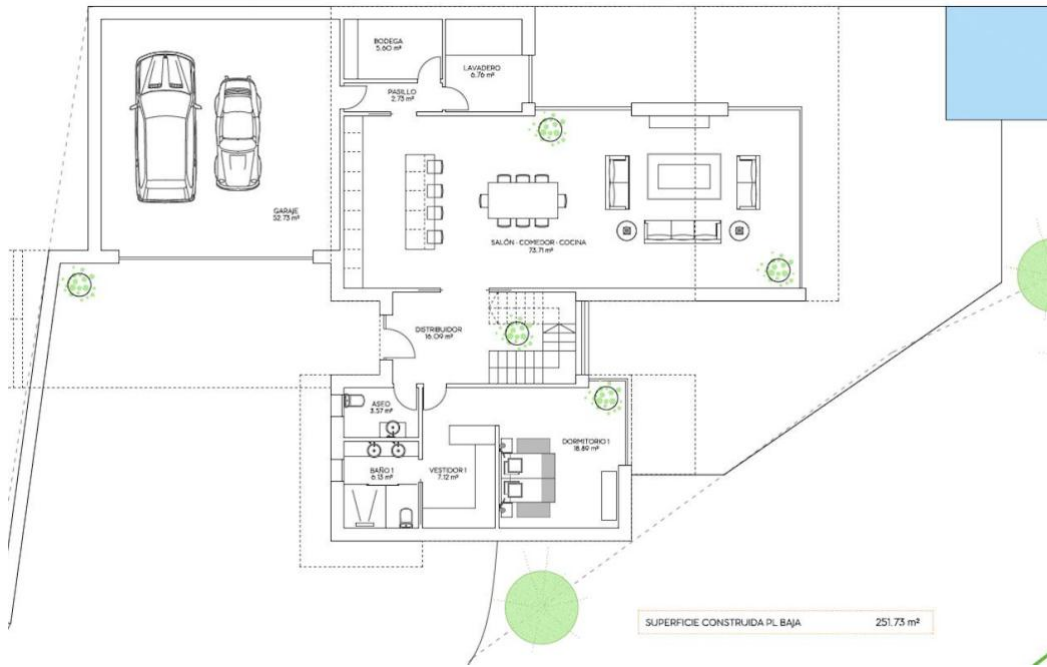 BODEGA
5.60 m²
LAVADERO
6.76 m²
PASILLO
2.73 m²
GARAJE
52.73 m²
SALÓN - COMEDOR - COCINA
73.71 m²
DISTRIBUIDOR
16.09 m²
ASEO
3.57 m²
DORMITORIO 1
18.89 m²
BAÑO 1
6.13 m²
VESTIDOR 1
7.12 m²
SUPERFICIE CONSTRUIDA PL BAJA 251.73 m²